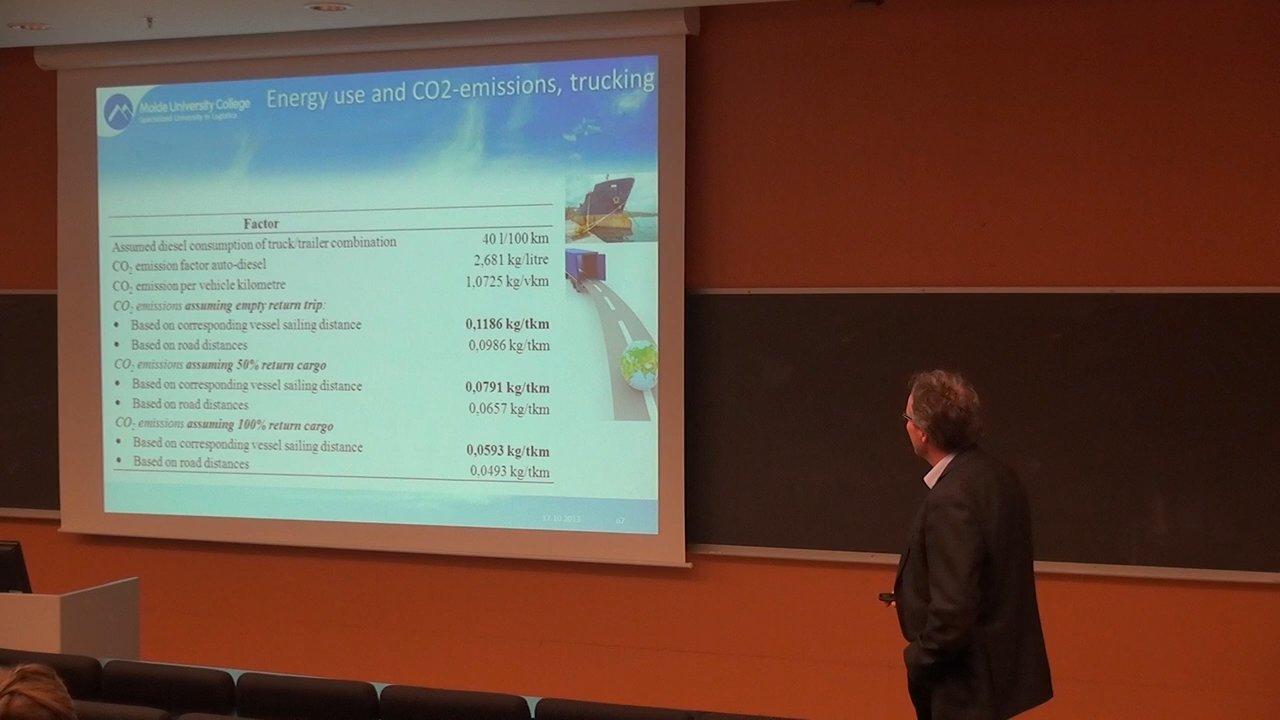 Energy use and CO2-emissions, trucking
Molde University College
Specialized University in Logistics
Factor
Assumed diesel consumption of truck/trailer combination 40 l/100 km
CO2 emission factor auto-diesel 2,681 kg/litre
CO2 emission per vehicle kilometre 1,0725 kg/vkm
CO2 emissions assuming empty return trip:
• Based on corresponding vessel sailing distance 0,1186 kg/tkm
• Based on road distances 0,0986 kg/tkm
CO2 emissions assuming 50% return cargo
• Based on corresponding vessel sailing distance 0,0791 kg/tkm
• Based on road distances 0,0657 kg/tkm
CO2 emissions assuming 100% return cargo
• Based on corresponding vessel sailing distance 0,0593 kg/tkm
• Based on road distances 0,0493 kg/tkm
67